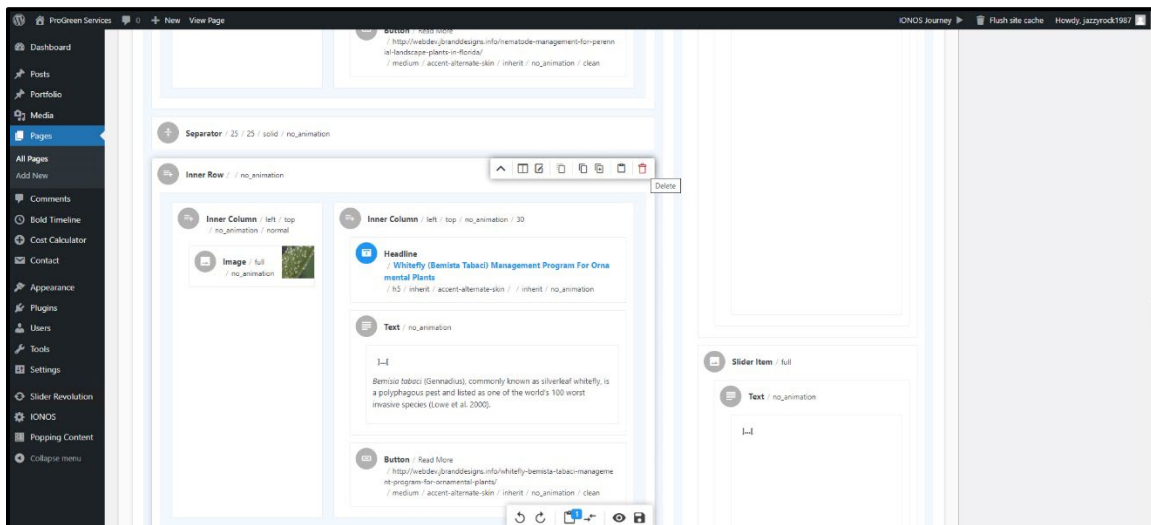 ProGreen Services 0 New View Page IONOS Journey Flush site cache Howdy, jazzyrock1987
Dashboard
Posts
Portfolio
Media
Pages
All Pages
Add New
Comments
Bold Timeline
Cost Calculator
Contact
Appearance
Plugins
Users
Tools
Settings
Slider Revolution
IONOS
Popping Content
Collapse menu
Button / Read More
/ http://webdev.jbranddesigns.info/nematode-management-for-perenn
ial-landscape-plants-in-florida/
/ medium / accent-alternate-skin / inherit / no_animation / clean
Separator / 25 / 25 / solid / no_animation
Inner Row / / no_animation
Delete
Inner Column / left / top
/ no_animation / normal
Image / full
/ no_animation
Inner Column / left / top / no_animation / 30
Headline
/ Whitefly (Bemista Tabaci) Management Program For Orna
mental Plants
/ h5 / inherit / accent-alternate-skin / / inherit / no_animation
Text / no_animation
[...]
Bemisia tabaci (Gennadius), commonly known as silverleaf whitefly, is
a polyphagous pest and listed as one of the world's 100 worst
invasive species (Lowe et al. 2000).
Button / Read More
/ http://webdev.jbranddesigns.info/whitefly-bemista-tabaci-manageme
nt-program-for-ornamental-plants/
/ medium / accent-alternate-skin / inherit / no_animation / clean
1
Slider Item / full
Text / no_animation
[...]